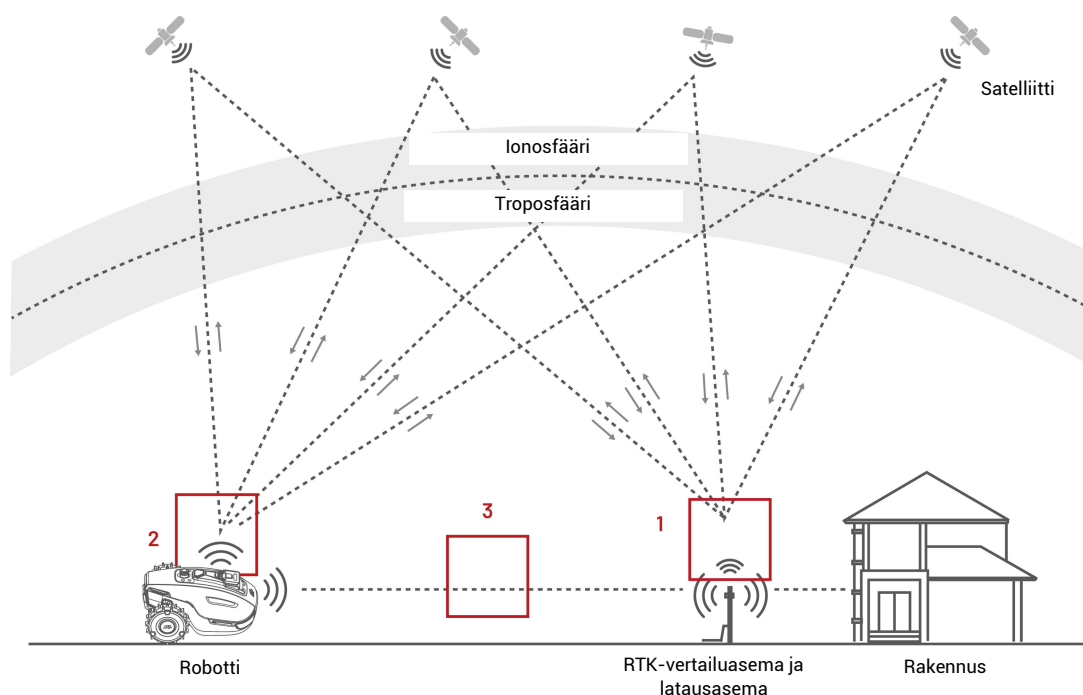 Satelliitti
Ionosfääri
Troposfääri
3
1
2
Robotti
RTK-vertailuasema ja
latausasema
Rakennus